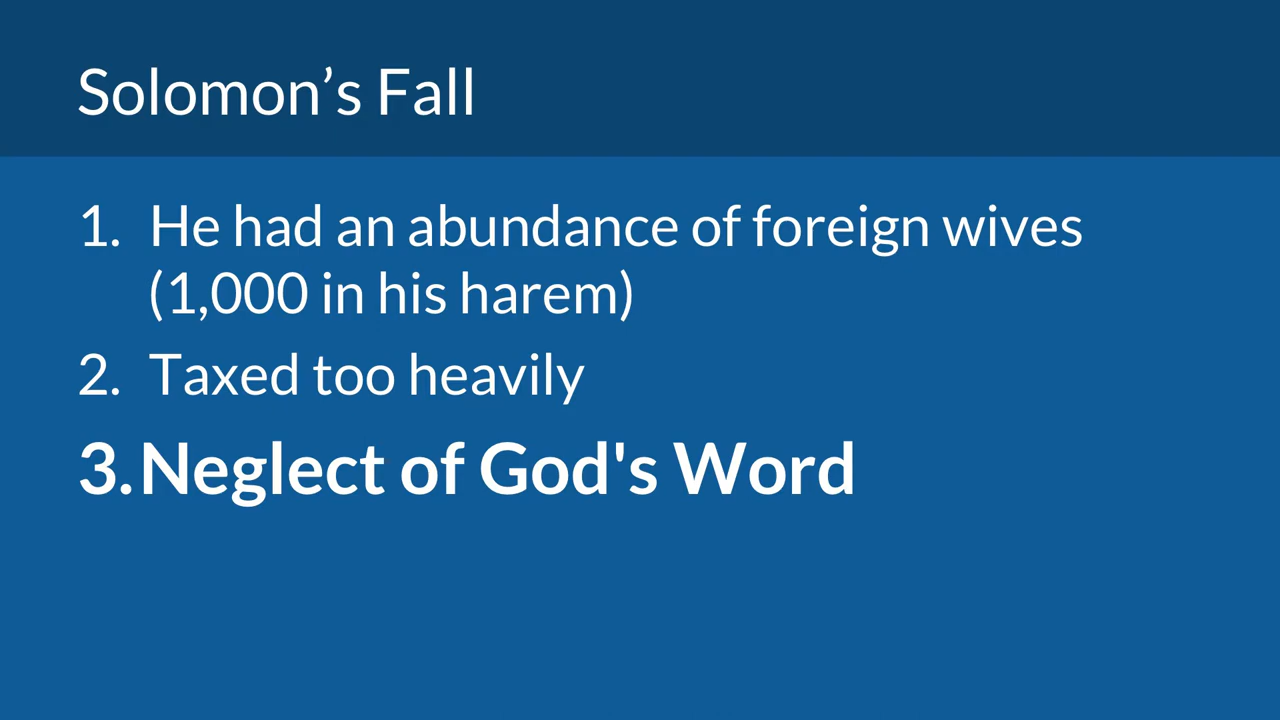 Solomon’s Fall
1. He had an abundance of foreign wives
(1,000 in his harem)
2. Taxed too heavily
3. Neglect of God's Word